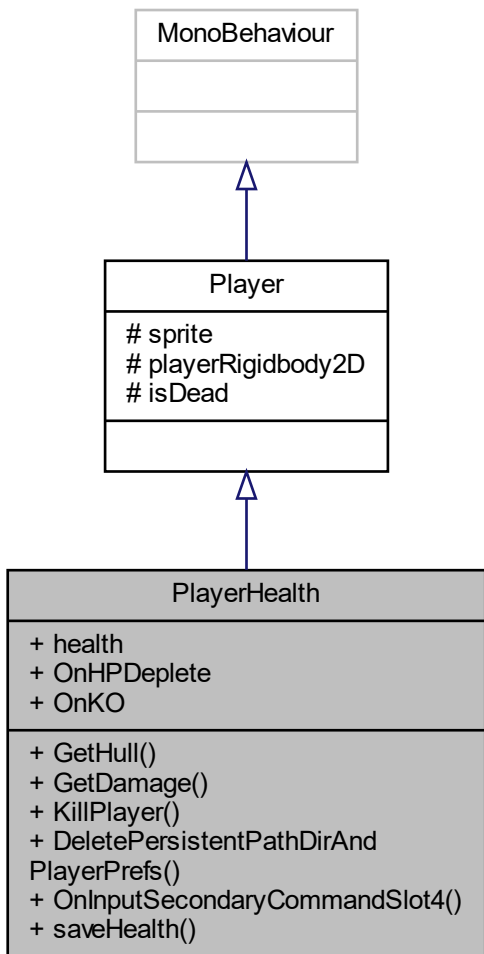 MonoBehaviour
Player
# sprite
# playerRigidbody2D
# isDead
PlayerHealth
+ health
+ OnHPDeplete
+ OnKO
+ GetHull()
+ GetDamage()
+ KillPlayer()
+ DeletePersistentPathDirAnd
PlayerPrefs()
+ OnInputSecondaryCommandSlot4()
+ saveHealth()